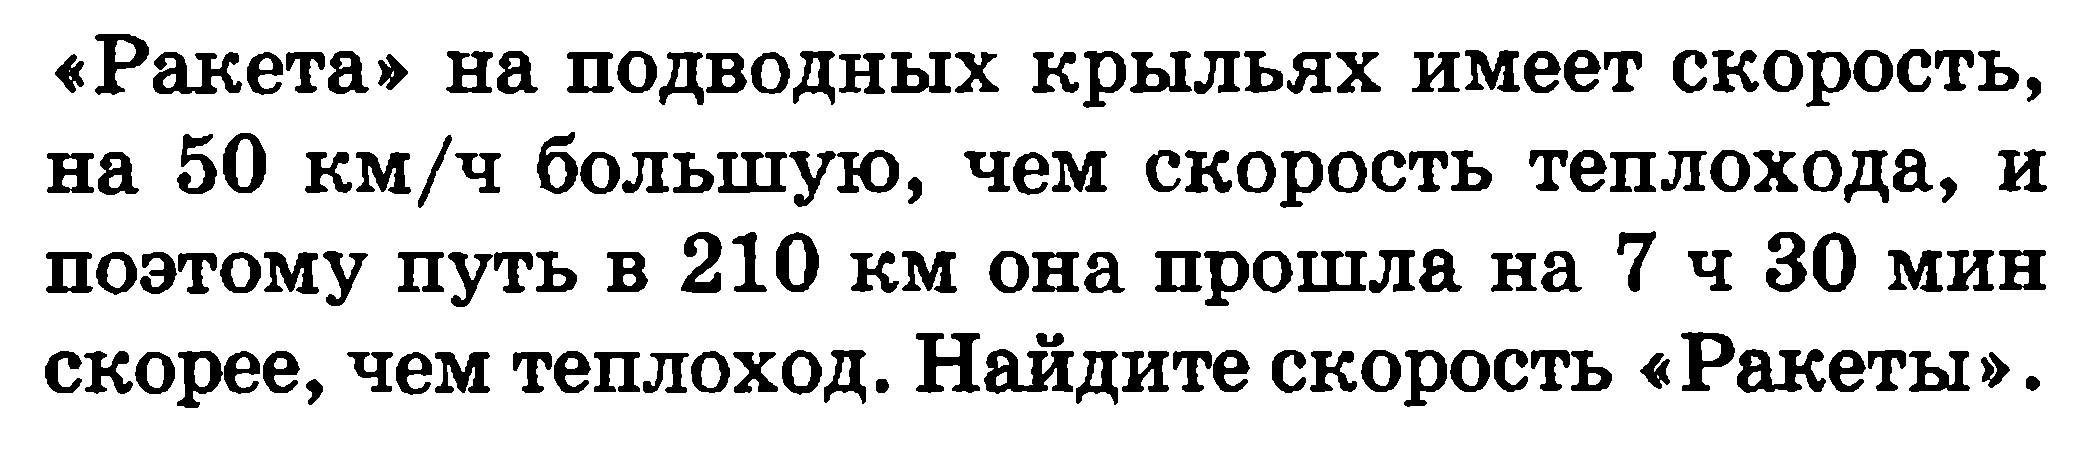 «Ракета» на подводных крыльях имеет скорость,
на 50 км/ч большую, чем скорость теплохода, и
поэтому путь в 210 км она прошла на 7 ч 30 мин
скорее, чем теплоход. Найдите скорость «Ракеты».